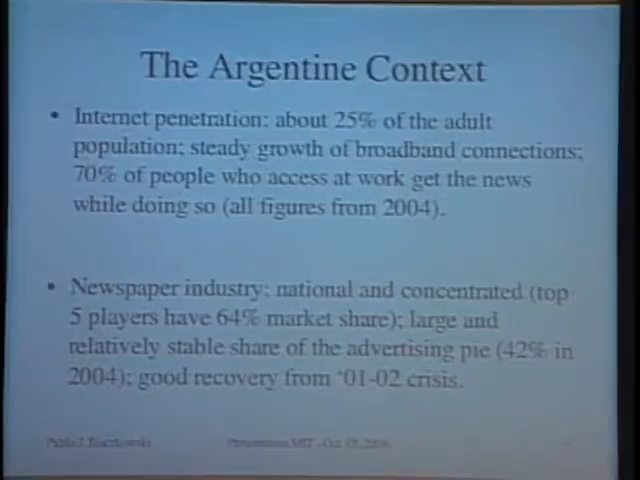 The Argentine Context
• Internet penetration: about 25% of the adult
population; steady growth of broadband connections;
70% of people who access at work get the news
while doing so (all figures from 2004).
• Newspaper industry: national and concentrated (top
5 players have 64% market share); large and
relatively stable share of the advertising pie (42% in
2004); good recovery from '01-02 crisis.